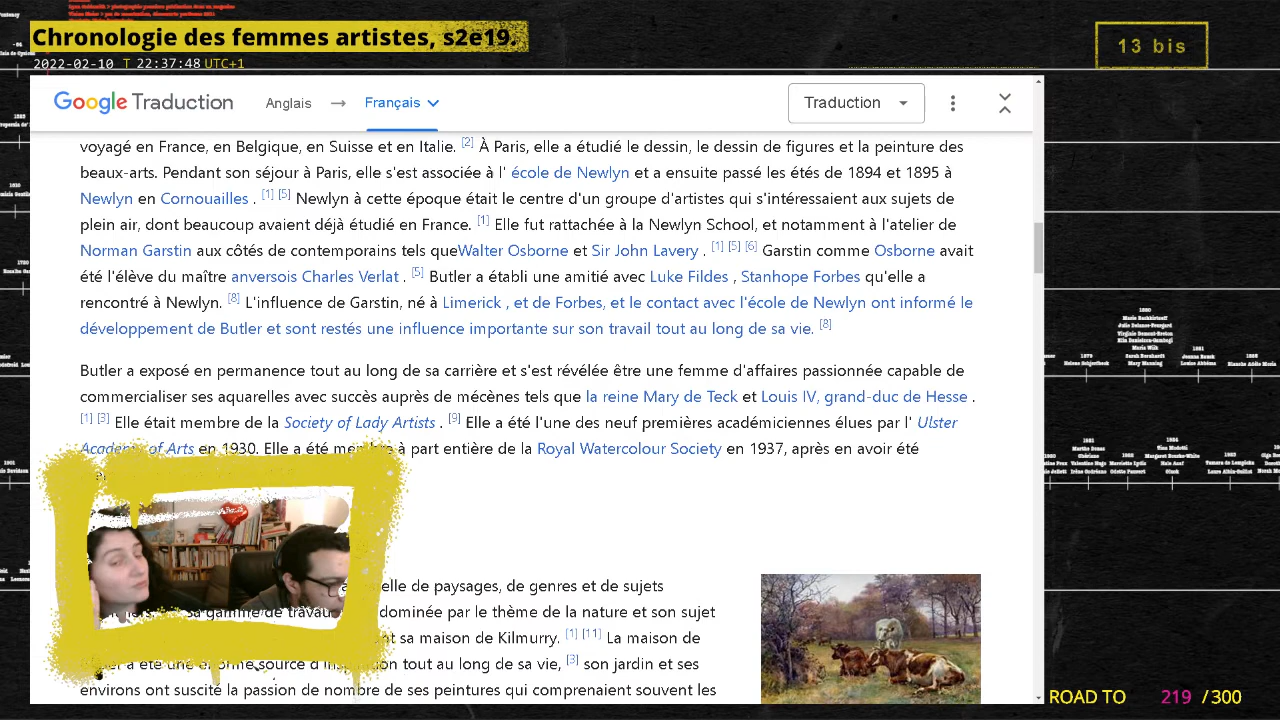 Chronologie des femmes artistes, s2e19.
2022-02-10 T 22:37:48 UTC+1
13 bis
Google Traduction
Anglais → Français
Traduction
voyagé en France, en Belgique, en Suisse et en Italie. [2] À Paris, elle a étudié le dessin, le dessin de figures et la peinture des
beaux-arts. Pendant son séjour à Paris, elle s'est associée à l' école de Newlyn et a ensuite passé les étés de 1894 et 1895 à
Newlyn en Cornouailles . [1] [5] Newlyn à cette époque était le centre d'un groupe d'artistes qui s'intéressaient aux sujets de
plein air, dont beaucoup avaient déjà étudié en France. [1] Elle fut rattachée à la Newlyn School, et notamment à l'atelier de
Norman Garstin aux côtés de contemporains tels queWalter Osborne et Sir John Lavery . [1] [5] [6] Garstin comme Osborne avait
été l'élève du maître anversois Charles Verlat . [5] Butler a établi une amitié avec Luke Fildes , Stanhope Forbes qu'elle a
rencontré à Newlyn. [8] L'influence de Garstin, né à Limerick , et de Forbes, et le contact avec l'école de Newlyn ont informé le
développement de Butler et sont restés une influence importante sur son travail tout au long de sa vie. [8]
Butler a exposé en permanence tout au long de sa carrière et s'est révélée être une femme d'affaires passionnée capable de
commercialiser ses aquarelles avec succès auprès de mécènes tels que la reine Mary de Teck et Louis IV, grand-duc de Hesse .
[1] [3] Elle était membre de la Society of Lady Artists . [9] Elle a été l'une des neuf premières académiciennes élues par l' Ulster
Academy of Arts en 1930. Elle a été membre à part entière de la Royal Watercolour Society en 1937, après en avoir été
de paysages, de genres et de sujets
dominée par le thème de la nature et son sujet
sa maison de Kilmurry. [1] [11] La maison de
a été une énorme source d'inspiration tout au long de sa vie, [3] son jardin et ses
environs ont suscité la passion de nombre de ses peintures qui comprenaient souvent les
ROAD TO 219 / 300